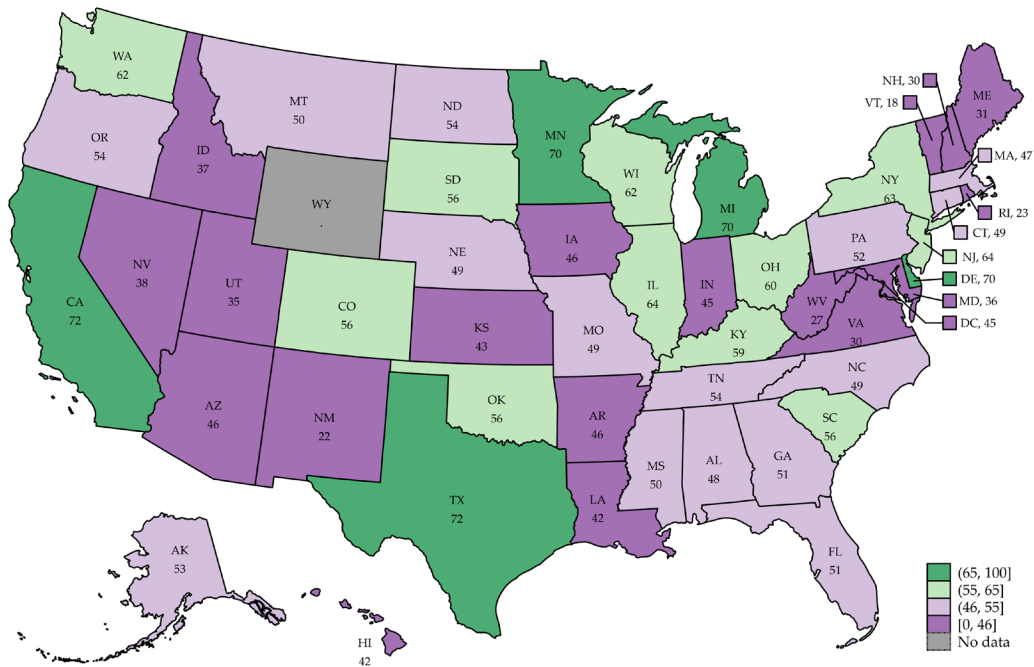 WA
62
OR
54
CA
72
ID
37
NV
38
MT
50
WY
.
UT
35
AZ
46
CO
56
NM
22
ND
54
SD
56
NE
49
KS
43
OK
56
TX
72
MN
70
IA
46
MO
49
AR
46
LA
42
WI
62
IL
64
MI
70
IN
45
OH
60
KY
59
TN
54
MS
50
AL
48
GA
51
FL
51
SC
56
NC
49
VA
30
WV
27
PA
52
NY
63
ME
31
NH, 30
VT, 18
MA, 47
RI, 23
CT, 49
NJ, 64
DE, 70
MD, 36
DC, 45
AK
53
HI
42
(65, 100]
(55, 65]
(46, 55]
[0, 46]
No data